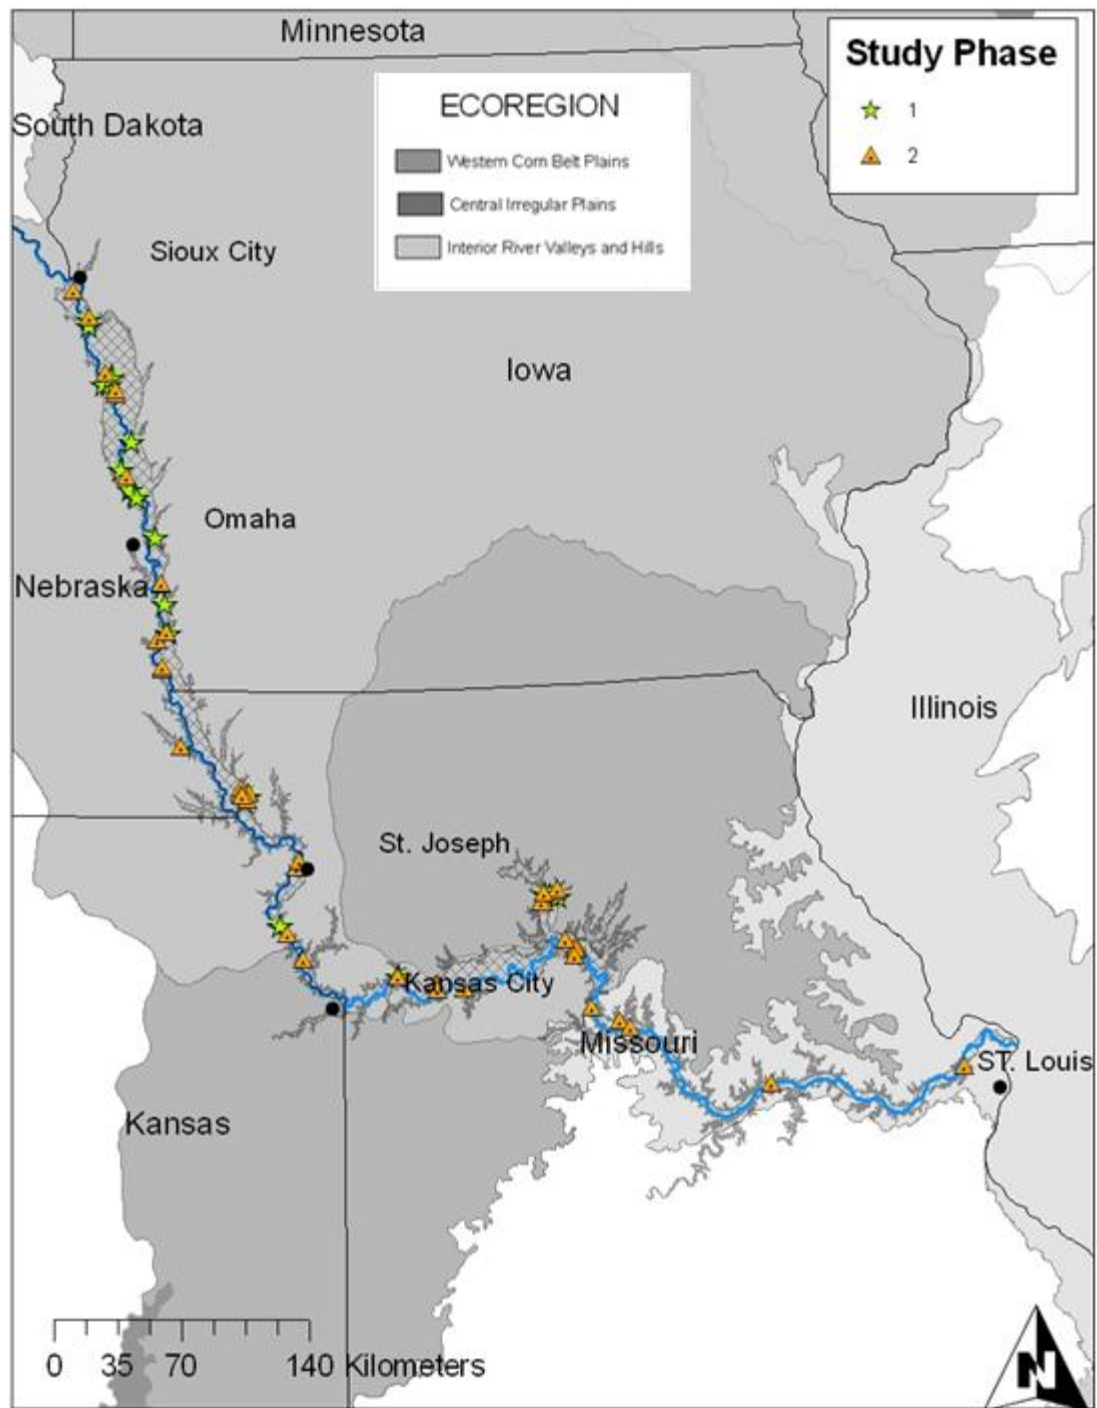 Minnesota
Study Phase
1
2
ECOREGION
Western Corn Belt Plains
Central Irregular Plains
Interior River Valleys and Hills
South Dakota
Sioux City
Iowa
Omaha
Nebraska
Illinois
St. Joseph
Kansas City
Missouri
ST. Louis
Kansas
0 35 70 140 Kilometers
N